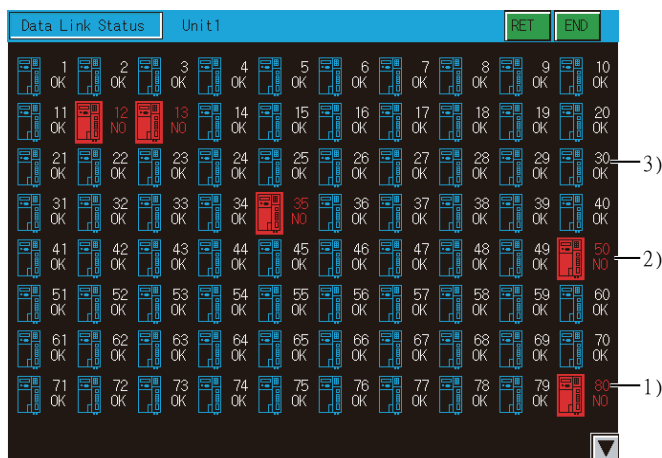 Data Link Status Unit1 RET END
1 2 3 4 5 6 7 8 9 10
OK OK OK OK OK OK OK OK OK OK
11 12 13 14 15 16 17 18 19 20
OK NO NO OK OK OK OK OK OK OK
21 22 23 24 25 26 27 28 29 30 3)
OK OK OK OK OK OK OK OK OK OK
31 32 33 34 35 36 37 38 39 40
OK OK OK OK NO OK OK OK OK OK
41 42 43 44 45 46 47 48 49 50 2)
OK OK OK OK OK OK OK OK OK NO
51 52 53 54 55 56 57 58 59 60
OK OK OK OK OK OK OK OK OK OK
61 62 63 64 65 66 67 68 69 70
OK OK OK OK OK OK OK OK OK OK
71 72 73 74 75 76 77 78 79 80 1)
OK OK OK OK OK OK OK OK OK NO